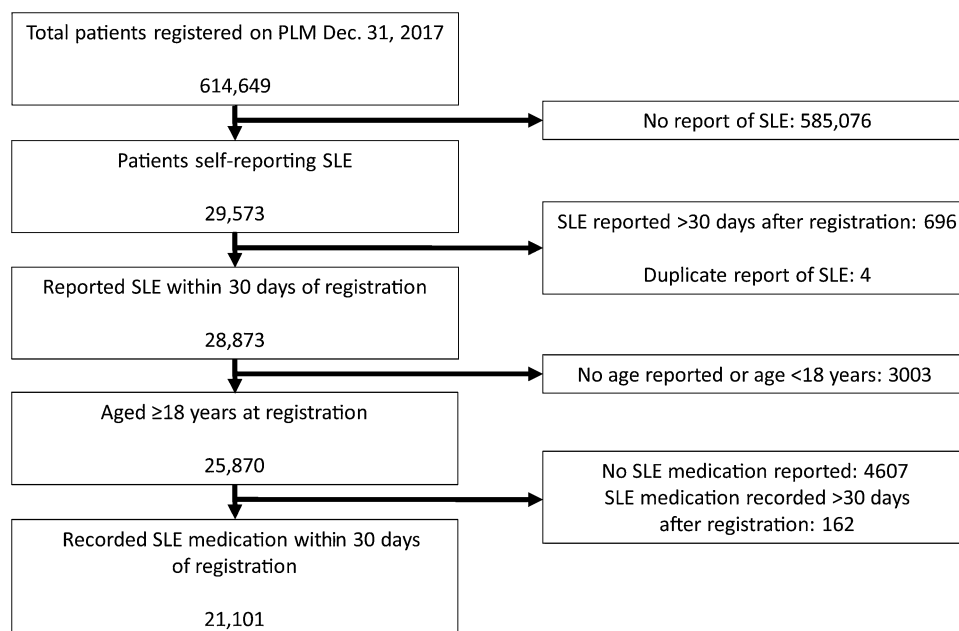 Total patients registered on PLM Dec. 31, 2017
614,649
No report of SLE: 585,076
Patients self-reporting SLE
29,573
SLE reported >30 days after registration: 696
Duplicate report of SLE: 4
Reported SLE within 30 days of registration
28,873
No age reported or age <18 years: 3003
Aged ≥18 years at registration
25,870
No SLE medication reported: 4607
SLE medication recorded >30 days
after registration: 162
Recorded SLE medication within 30 days
of registration
21,101